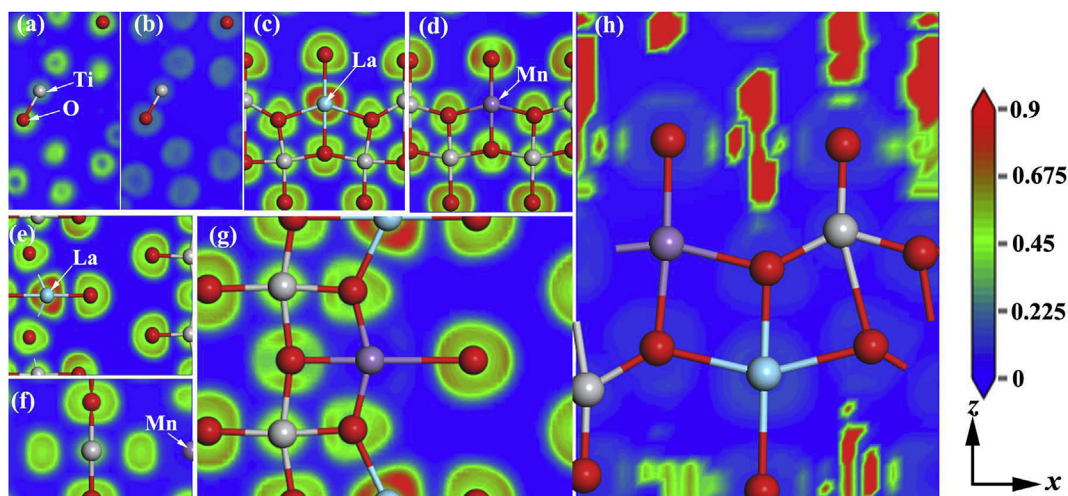 (a)
(b)
(c)
(d)
(h)
Ti
O
La
Mn
0.9
0.675
0.45
0.225
0
(e)
(g)
La
(f)
Mn
z
x